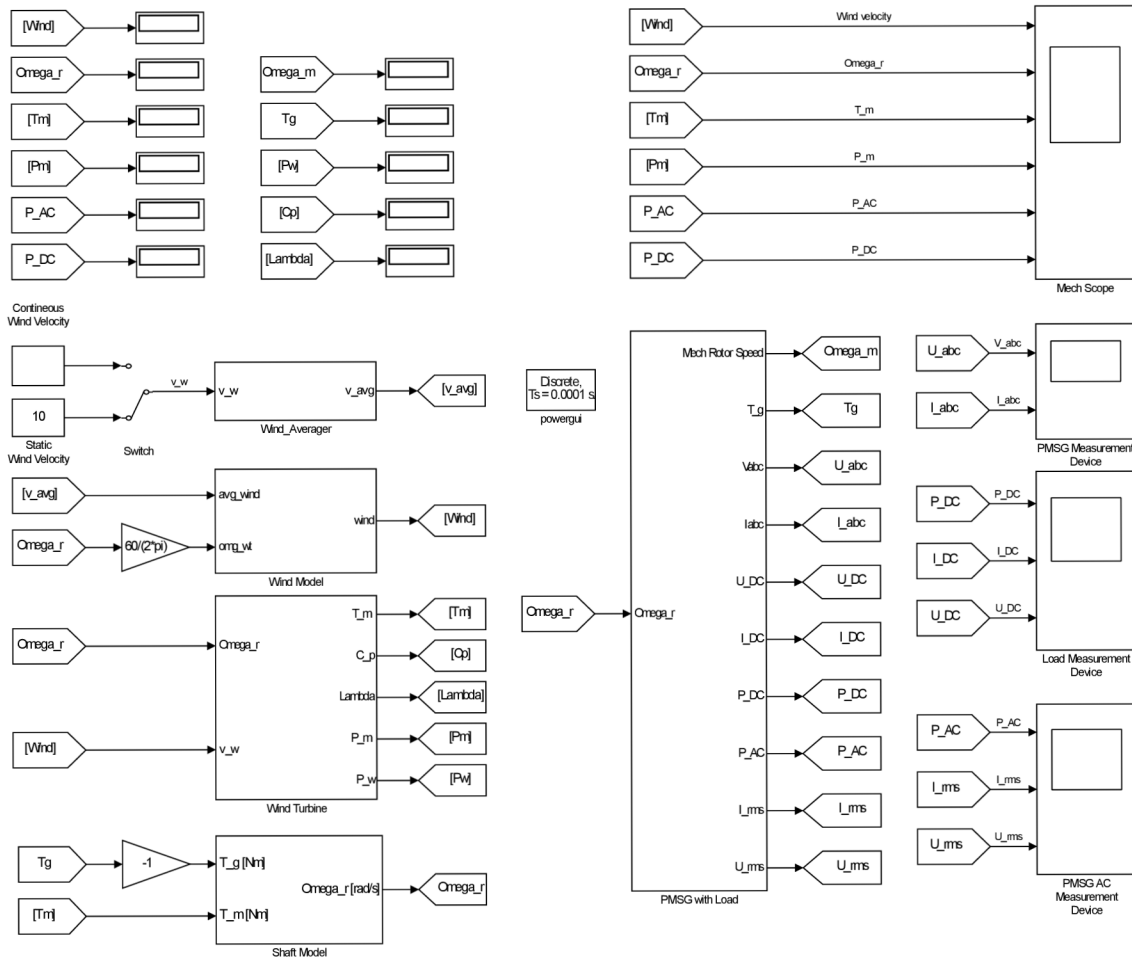 [Wind]
Omega_r
[Tm]
[Pm]
P_AC
P_DC
Omega_m
Tg
[Pw]
[Cp]
[Lambda]
[Wind]
Wind velocity
Omega_r
Omega_r
[Tm]
T_m
[Pm]
P_m
P_AC
P_AC
P_DC
P_DC
Mech Scope
Contineous
Wind Velocity
10
Static
Wind Velocity
Switch
v_w
v_w
v_avg
Wind_Averager
[v_avg]
Discrete,
Ts = 0.0001 s.
powergui
[v_avg]
Omega_r
60/(2*pi)
avg_wind
omg_wt
wind
Wind Model
[Wind]
Omega_r
[Wind]
Omega_r
v_w
T_m
C_p
Lambda
P_m
P_w
Wind Turbine
[Tm]
[Cp]
[Lambda]
[Pm]
[Pw]
Tg
-1
[Tm]
T_g [Nm]
T_m [Nm]
Omega_r [rad/s]
Shaft Model
Omega_r
Omega_r
Omega_r
Mech Rotor Speed
T_g
Vabc
Iabc
U_DC
I_DC
P_DC
P_AC
I_rms
U_rms
PMSG with Load
Omega_m
Tg
U_abc
I_abc
U_DC
I_DC
P_DC
P_AC
I_rms
U_rms
U_abc
V_abc
I_abc
I_abc
PMSG Measurement
Device
P_DC
P_DC
I_DC
I_DC
U_DC
U_DC
Load Measurement
Device
P_AC
P_AC
I_rms
I_rms
U_rms
U_rms
PMSG AC
Measurement
Device